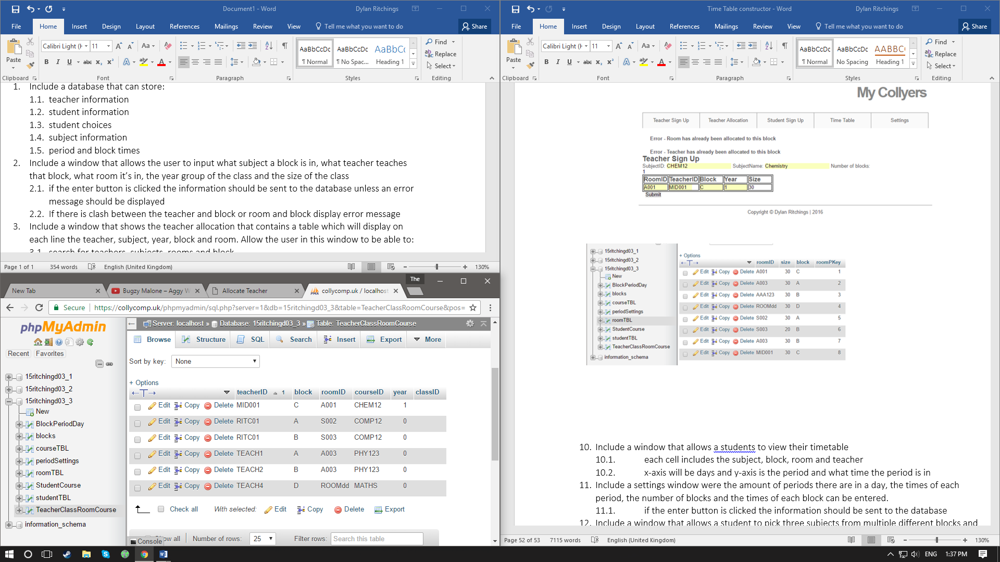 Document1 - Word
Dylan Ritchings
File Home Insert Design Layout References Mailings Review View Tell me what you want to do Share
Paste
Calibri Light (H 11
AaBbCcDc AaBbCcDc AaBbCc
¶ Normal ¶ No Spac... Heading 1
Find
Replace
Select
Clipboard Font Paragraph Styles Editing
1. Include a database that can store:
1.1. teacher information
1.2. student information
1.3. student choices
1.4. subject information
1.5. period and block times
2. Include a window that allows the user to input what subject a block is in, what teacher teaches
that block, what room it's in, the year group of the class and the size of the class
2.1. if the enter button is clicked the information should be sent to the database unless an error
message should be displayed
2.2. If there is clash between the teacher and block or room and block display error message
3. Include a window that shows the teacher allocation that contains a table which will display on
each line the teacher, subject, year, block and room. Allow the user in this window to be able to:
3.1. search for teachers, subjects, rooms and block
Page 1 of 1 354 words English (United Kingdom) 130%
The
New Tab
Bugzy Malone – Aggy W
Allocate Teacher
collycomp.uk / localhost
Secure https://collycomp.uk/phpmyadmin/sql.php?server=1&db=15ritchingd03_3&table=TeacherClassRoomCourse&pos=
phpMyAdmin
Recent Favorites
15ritchingd03_1
15ritchingd03_2
15ritchingd03_3
New
BlockPeriodDay
blocks
courseTBL
periodSettings
roomTBL
StudentCourse
studentTBL
TeacherClassRoomCourse
information_schema
Server: localhost » Database: 15ritchingd03_3 » Table: TeacherClassRoomCourse
Browse Structure SQL Search Insert Export More
Sort by key: None
+ Options
teacherID 1 block roomID courseID year classID
Edit Copy Delete MID001 C A001 CHEM12 1
Edit Copy Delete RITC01 A S002 COMP12 0
Edit Copy Delete RITC01 B S003 COMP12 0
Edit Copy Delete TEACH1 A A003 PHY123 0
Edit Copy Delete TEACH2 B A003 PHY123 0
Edit Copy Delete TEACH4 D ROOMdd MATHS 0
Check all With selected: Edit Copy Delete Export
Show all Number of rows: 25 Filter rows: Search this table
Console
Time Table constructor - Word
Dylan Ritchings
File Home Insert Design Layout References Mailings Review View Tell me what you want to do Share
Paste
Calibri Light (H 11
AaBbCcDc AaBbCcDc AABBC
¶ Normal No Spacing Heading 1
Find
Replace
Select
Clipboard Font Paragraph Styles Editing
My Collyers
Teacher Sign Up Teacher Allocation Student Sign Up Time Table Settings
Error - Room has already been allocated to this block
Error - Teacher has already been allocated to this block
Teacher Sign Up
SubjectID: CHEM12 SubjectName: Chemistry Number of blocks:
1
RoomID TeacherID Block Year Size
A001 MID001 C 1 30
Submit
Copyright © Dylan Ritchings | 2016
15ritchingd03_1
15ritchingd03_2
15ritchingd03_3
New
BlockPeriodDay
blocks
courseTBL
periodSettings
roomTBL
StudentCourse
studentTBL
TeacherClassRoomCourse
information_schema
+ Options
roomID size block roomPKey
Edit Copy Delete A001 30 C 1
Edit Copy Delete A003 30 A 2
Edit Copy Delete AAA123 30 B 3
Edit Copy Delete ROOMdd 30 D 4
Edit Copy Delete S002 30 A 5
Edit Copy Delete S003 20 B 6
Edit Copy Delete A003 30 B 7
Edit Copy Delete MID001 30 C 8
10. Include a window that allows a students to view their timetable
10.1. each cell includes the subject, block, room and teacher
10.2. x-axis will be days and y-axis is the period and what time the period is in
11. Include a settings window were the amount of periods there are in a day, the times of each
period, the number of blocks and the times of each block can be entered.
11.1. if the enter button is clicked the information should be sent to the database
12. Include a window that allows a student to pick three subjects from multiple different blocks and
Page 52 of 53 7115 words English (United Kingdom) 130%
ENG 1:37 PM